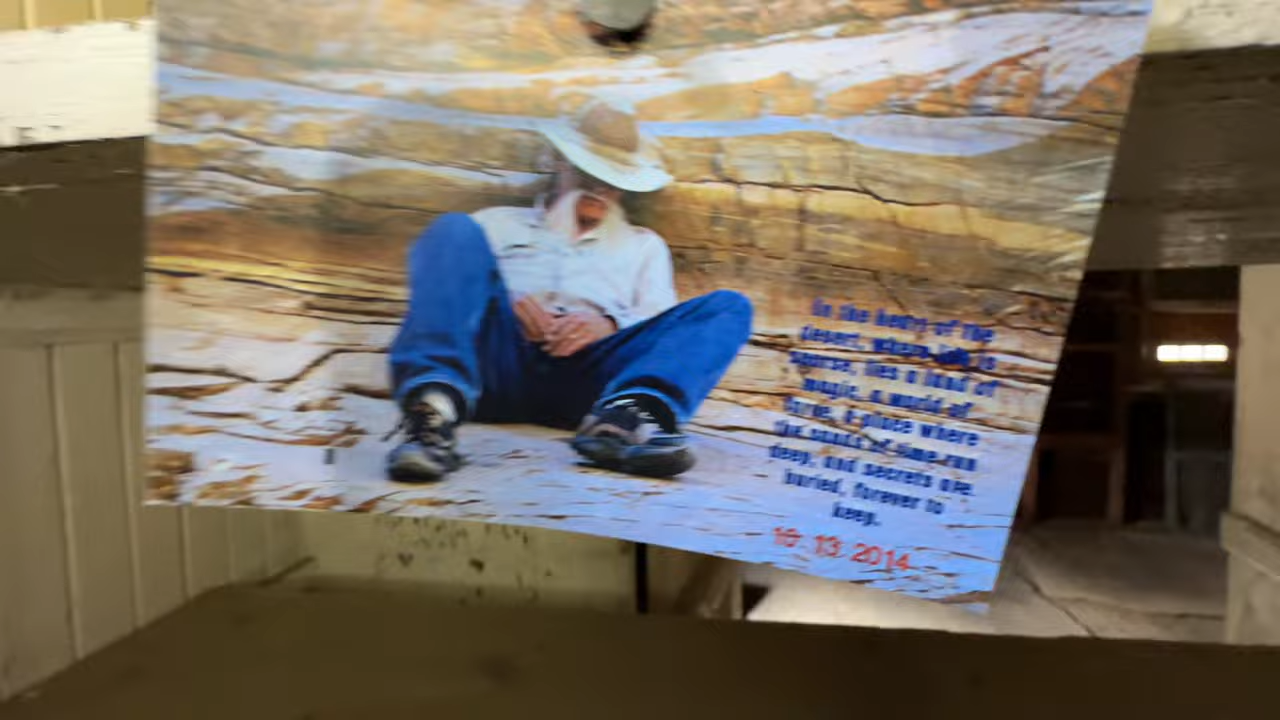 In the heart of the
desert, where life is
sparse, lies a land of
magic, a world of
a place where
the sands of time run
deep, and secrets are
buried, forever to
keep.
10 13 2014